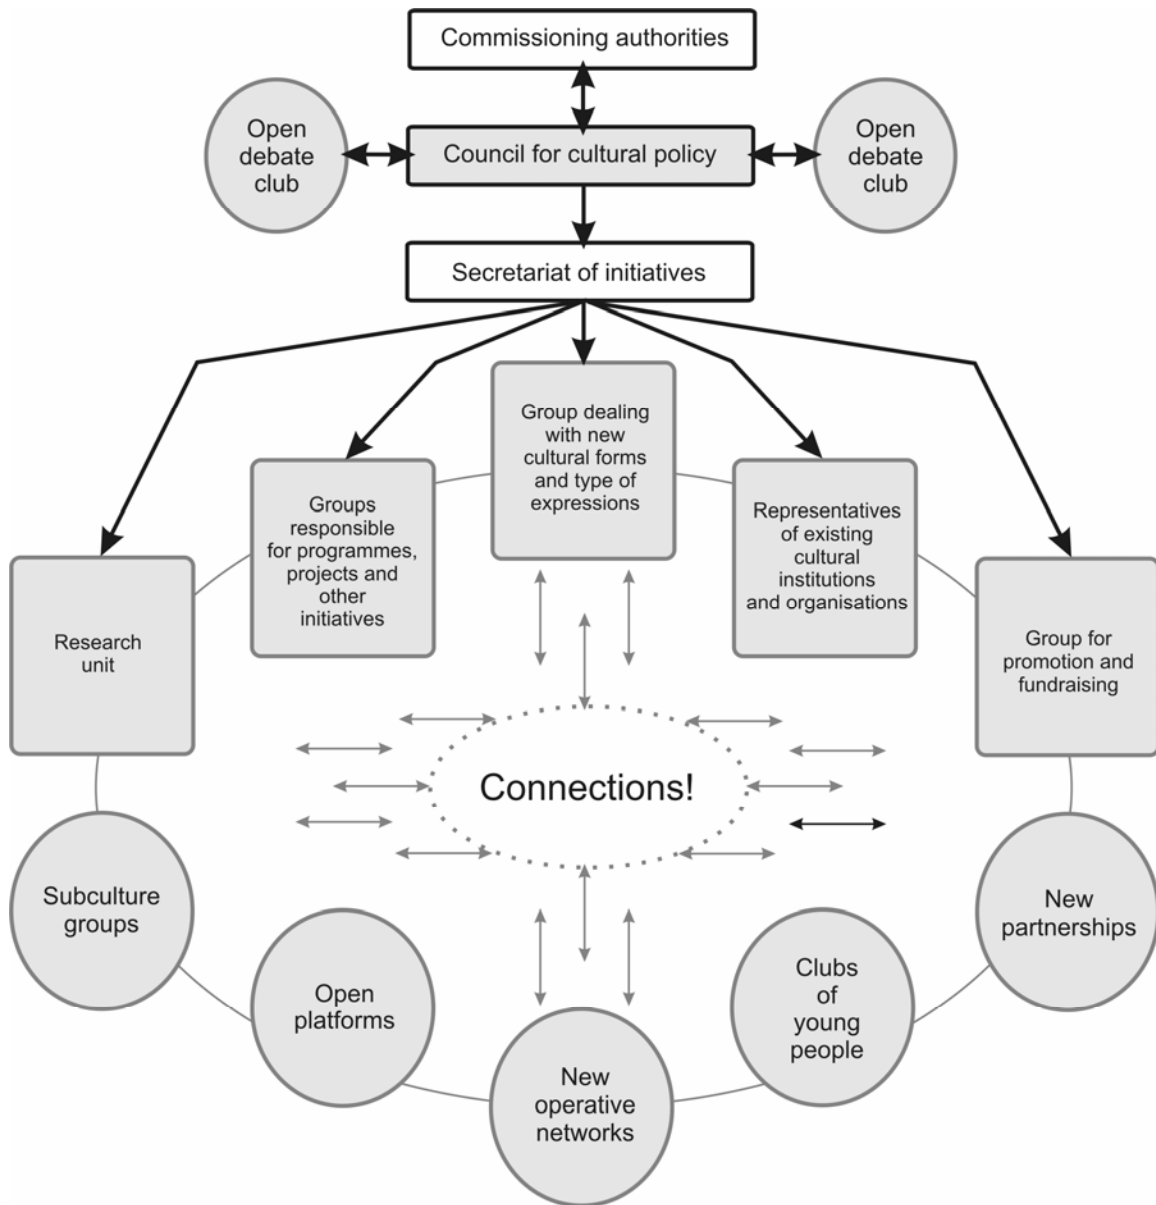 Commissioning authorities
Open
debate
club
Council for cultural policy
Open
debate
club
Secretariat of initiatives
Group dealing
with new
cultural forms
and type of
expressions
Groups
responsible
for programmes,
projects and
other
initiatives
Representatives
of existing
cultural
institutions
and organisations
Research
unit
Group for
promotion and
fundraising
Connections!
Subculture
groups
New
partnerships
Open
platforms
Clubs
of
young
people
New
operative
networks